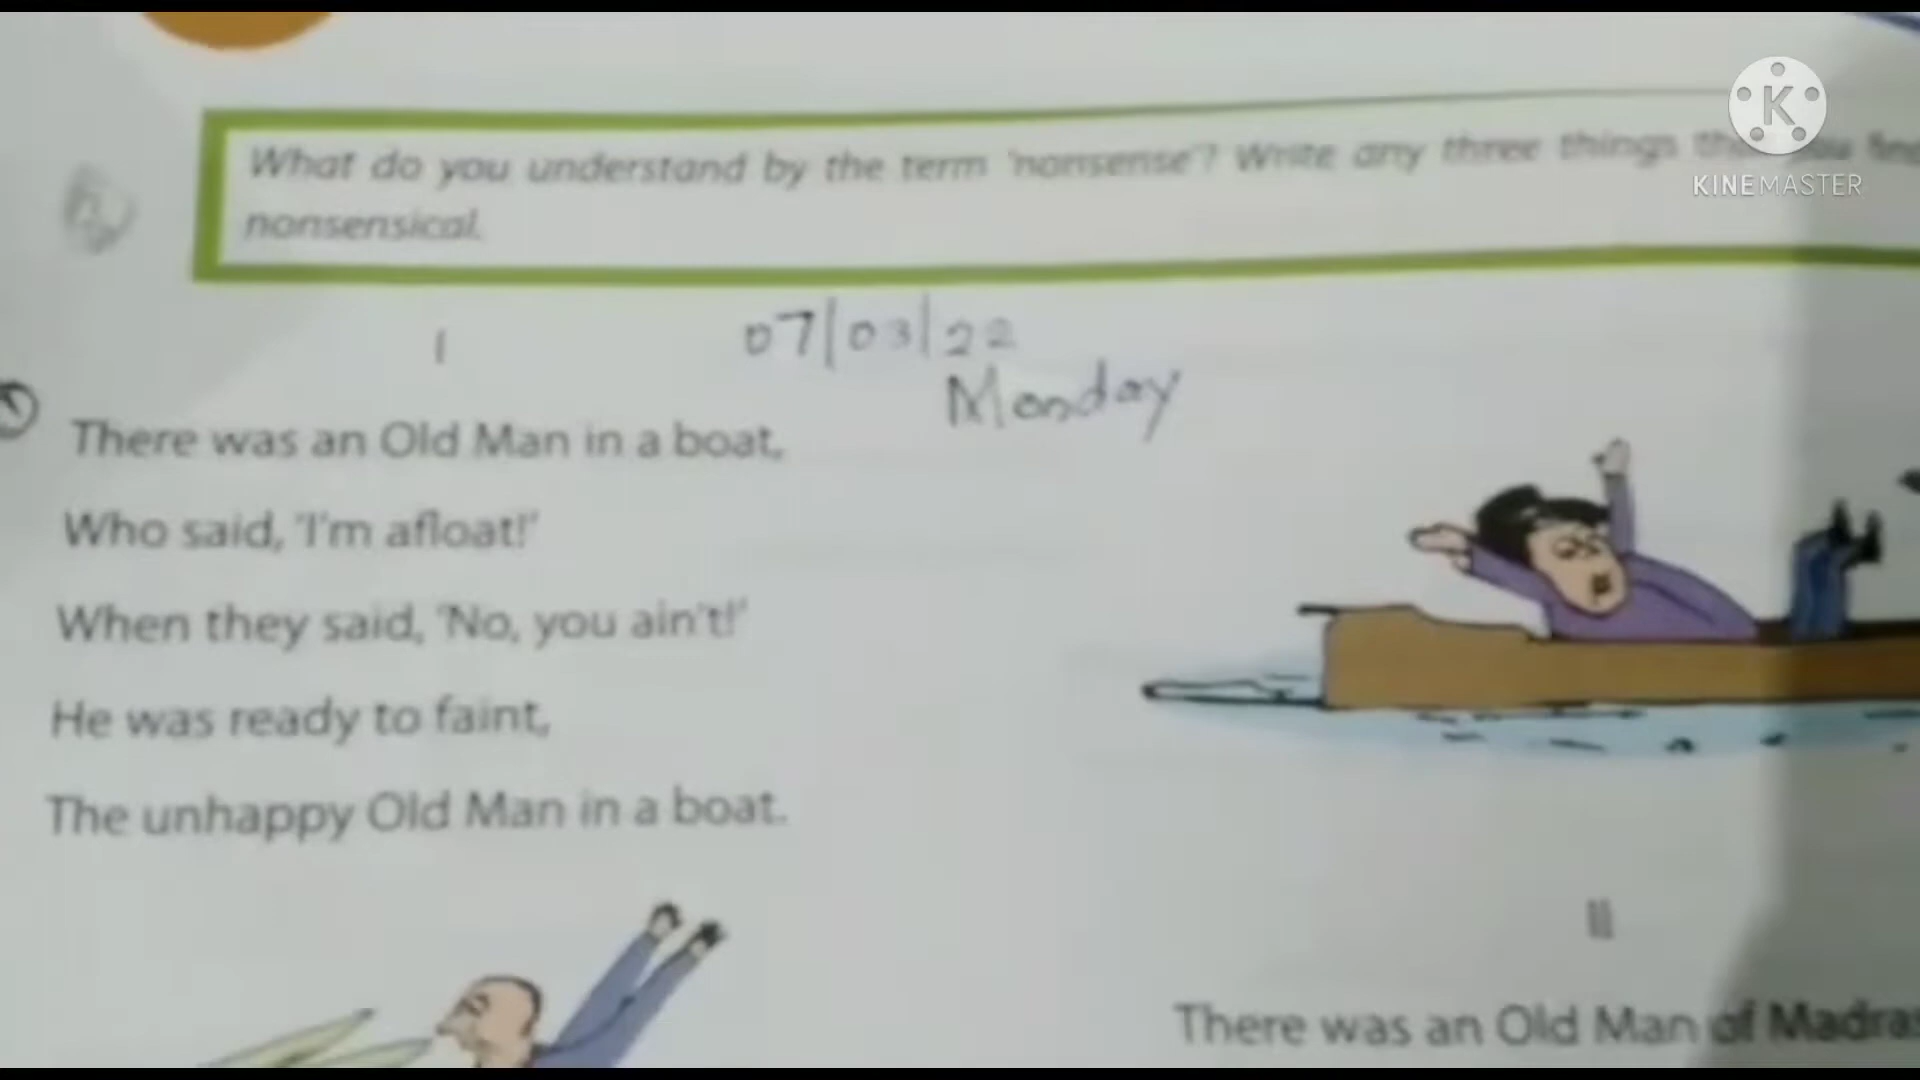 What do you understand by the term 'nonsense'? Write any three things
nonsensical.
KINEMASTER
I
07/03/22
Monday
There was an Old Man in a boat,
Who said, 'I'm afloat!'
When they said, 'No, you ain't!'
He was ready to faint,
The unhappy Old Man in a boat.
II
There was an Old Man of